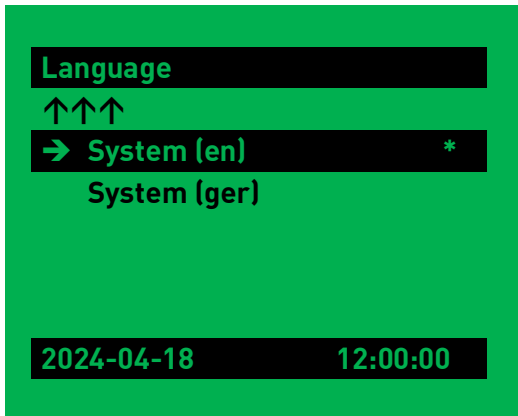 Language
↑↑↑
→ System (en) *
System (ger)
2024-04-18 12:00:00